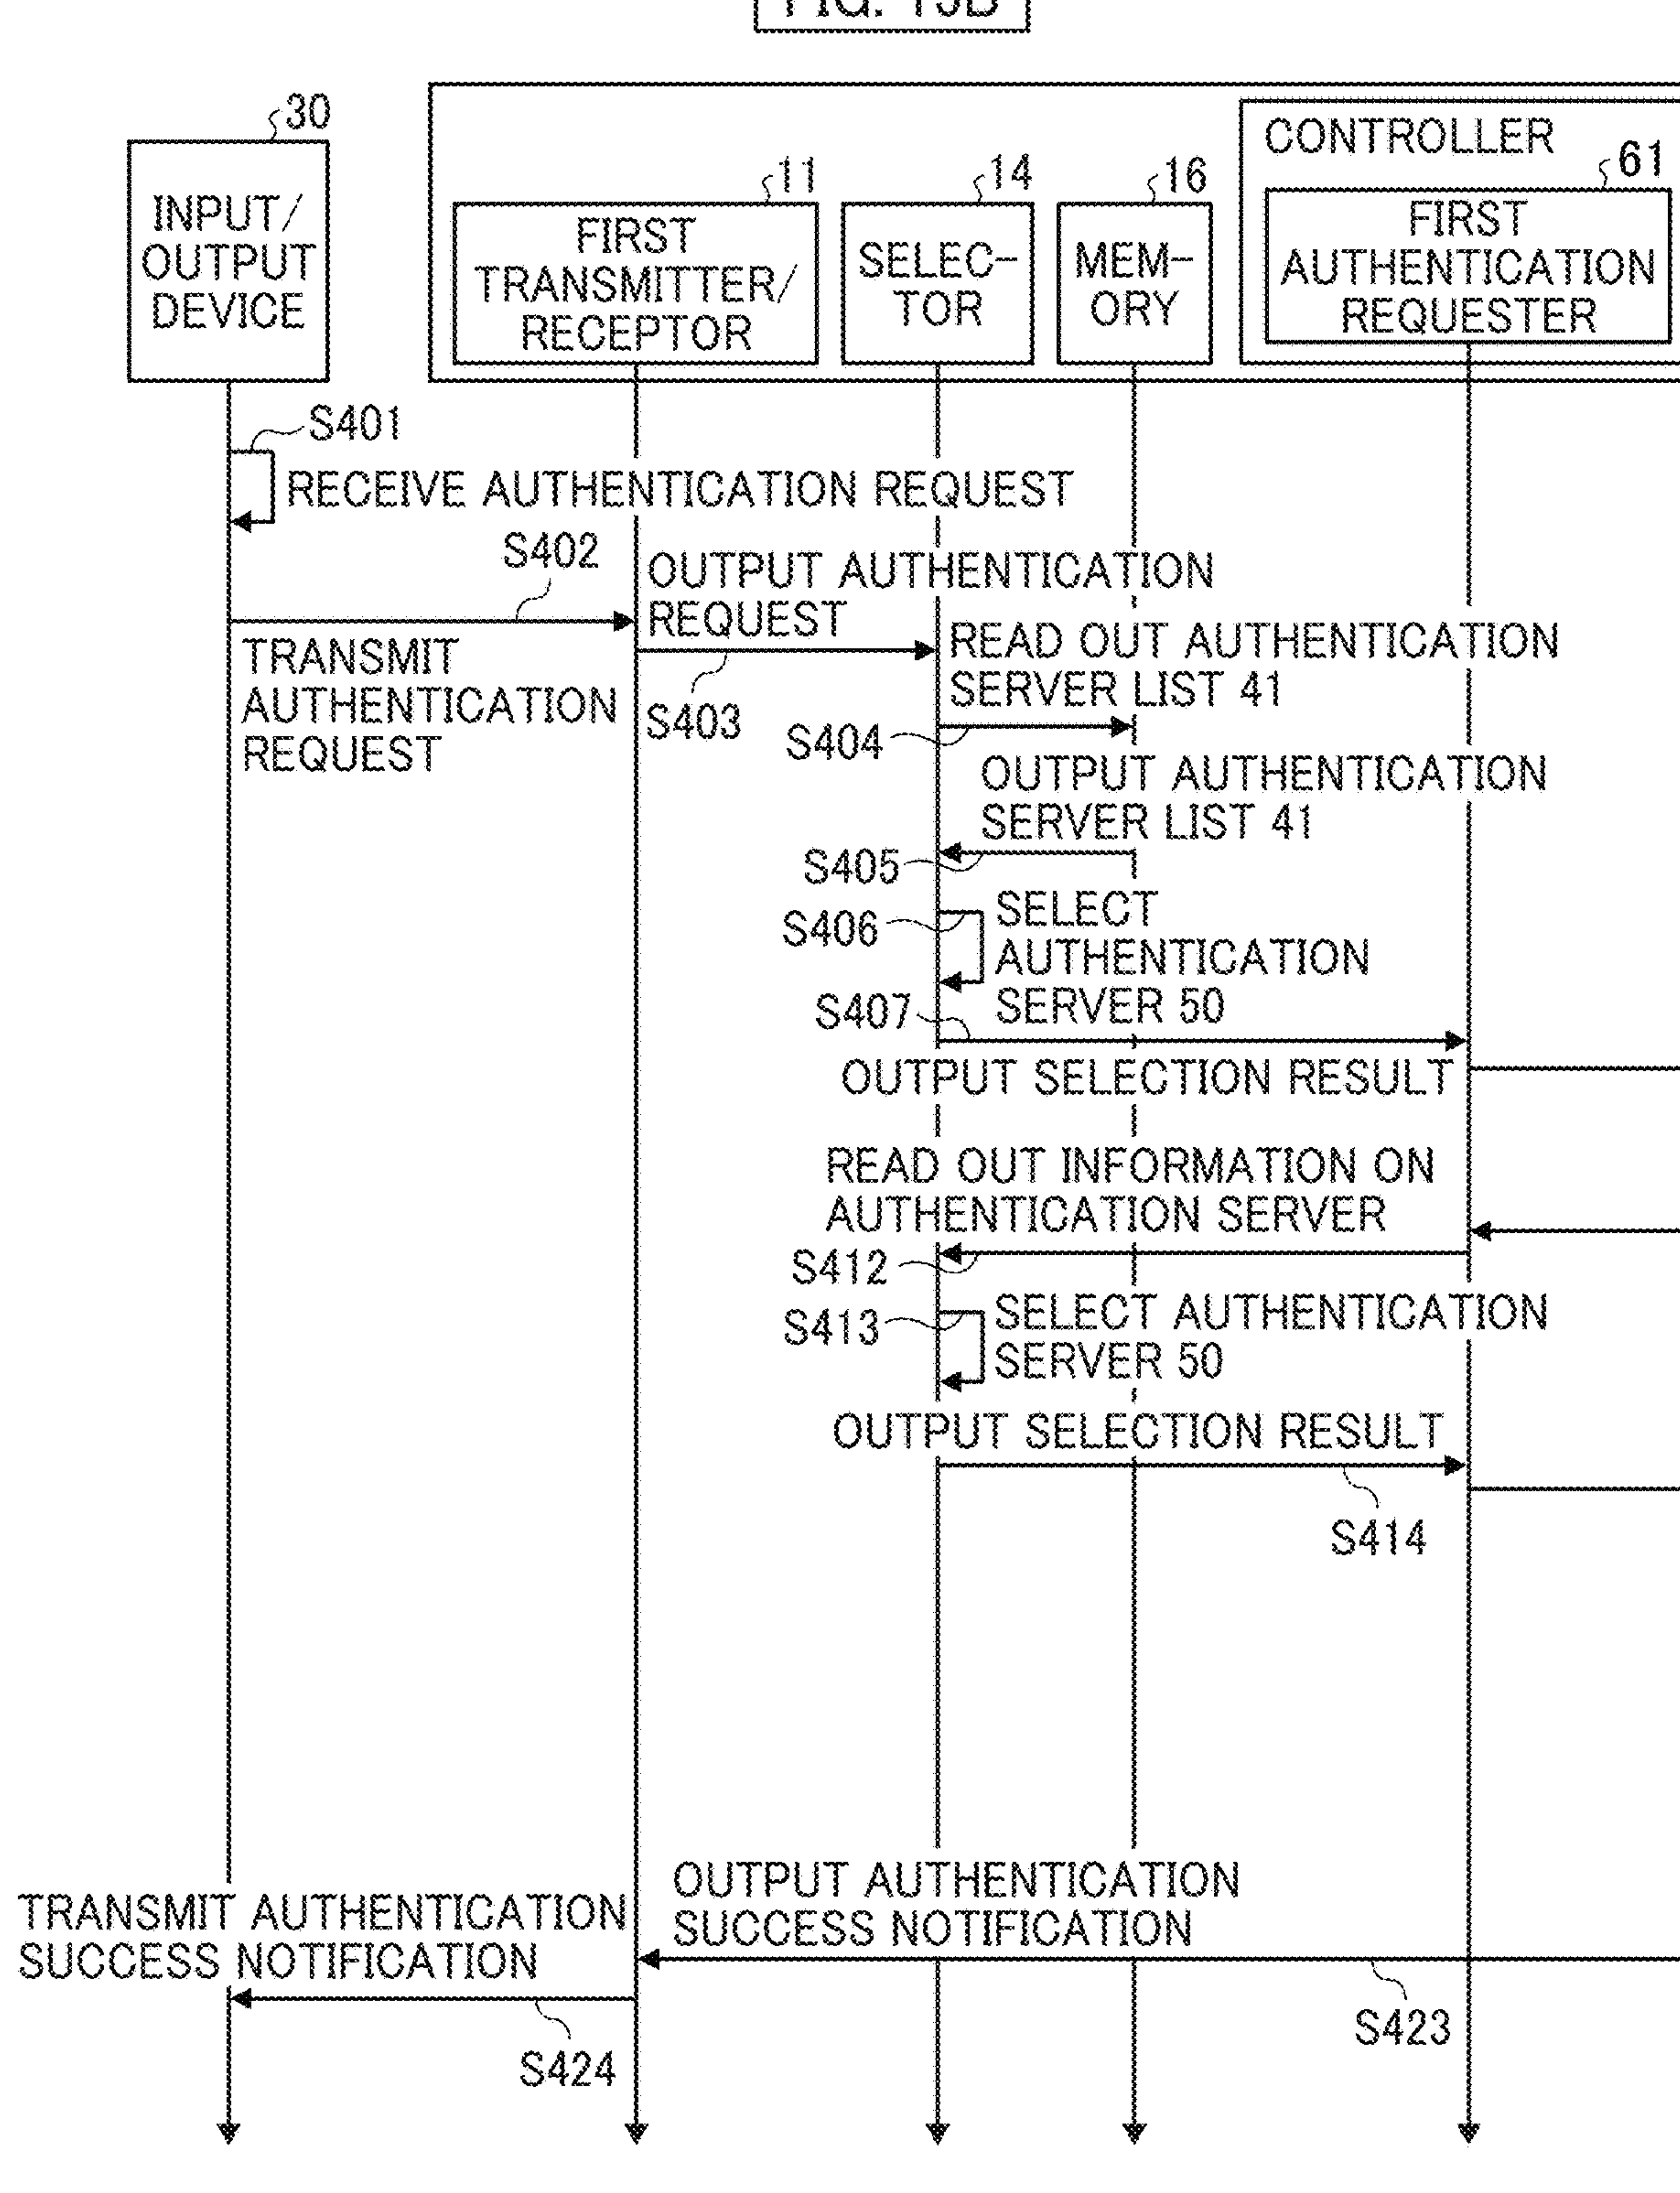 30
INPUT/
OUTPUT
DEVICE
11
FIRST
TRANSMITTER/
RECEPTOR
14
SELEC-
TOR
16
MEM-
ORY
CONTROLLER
61
FIRST
AUTHENTICATION
REQUESTER
S401
RECEIVE AUTHENTICATION REQUEST
S402
TRANSMIT
AUTHENTICATION
REQUEST
OUTPUT AUTHENTICATION
REQUEST
S403
READ OUT AUTHENTICATION
SERVER LIST 41
S404
OUTPUT AUTHENTICATION
SERVER LIST 41
S405
S406
SELECT
AUTHENTICATION
SERVER 50
S407
OUTPUT SELECTION RESULT
READ OUT INFORMATION ON
AUTHENTICATION SERVER
S412
S413
SELECT AUTHENTICATION
SERVER 50
OUTPUT SELECTION RESULT
S414
OUTPUT AUTHENTICATION
SUCCESS NOTIFICATION
S423
TRANSMIT AUTHENTICATION
SUCCESS NOTIFICATION
S424